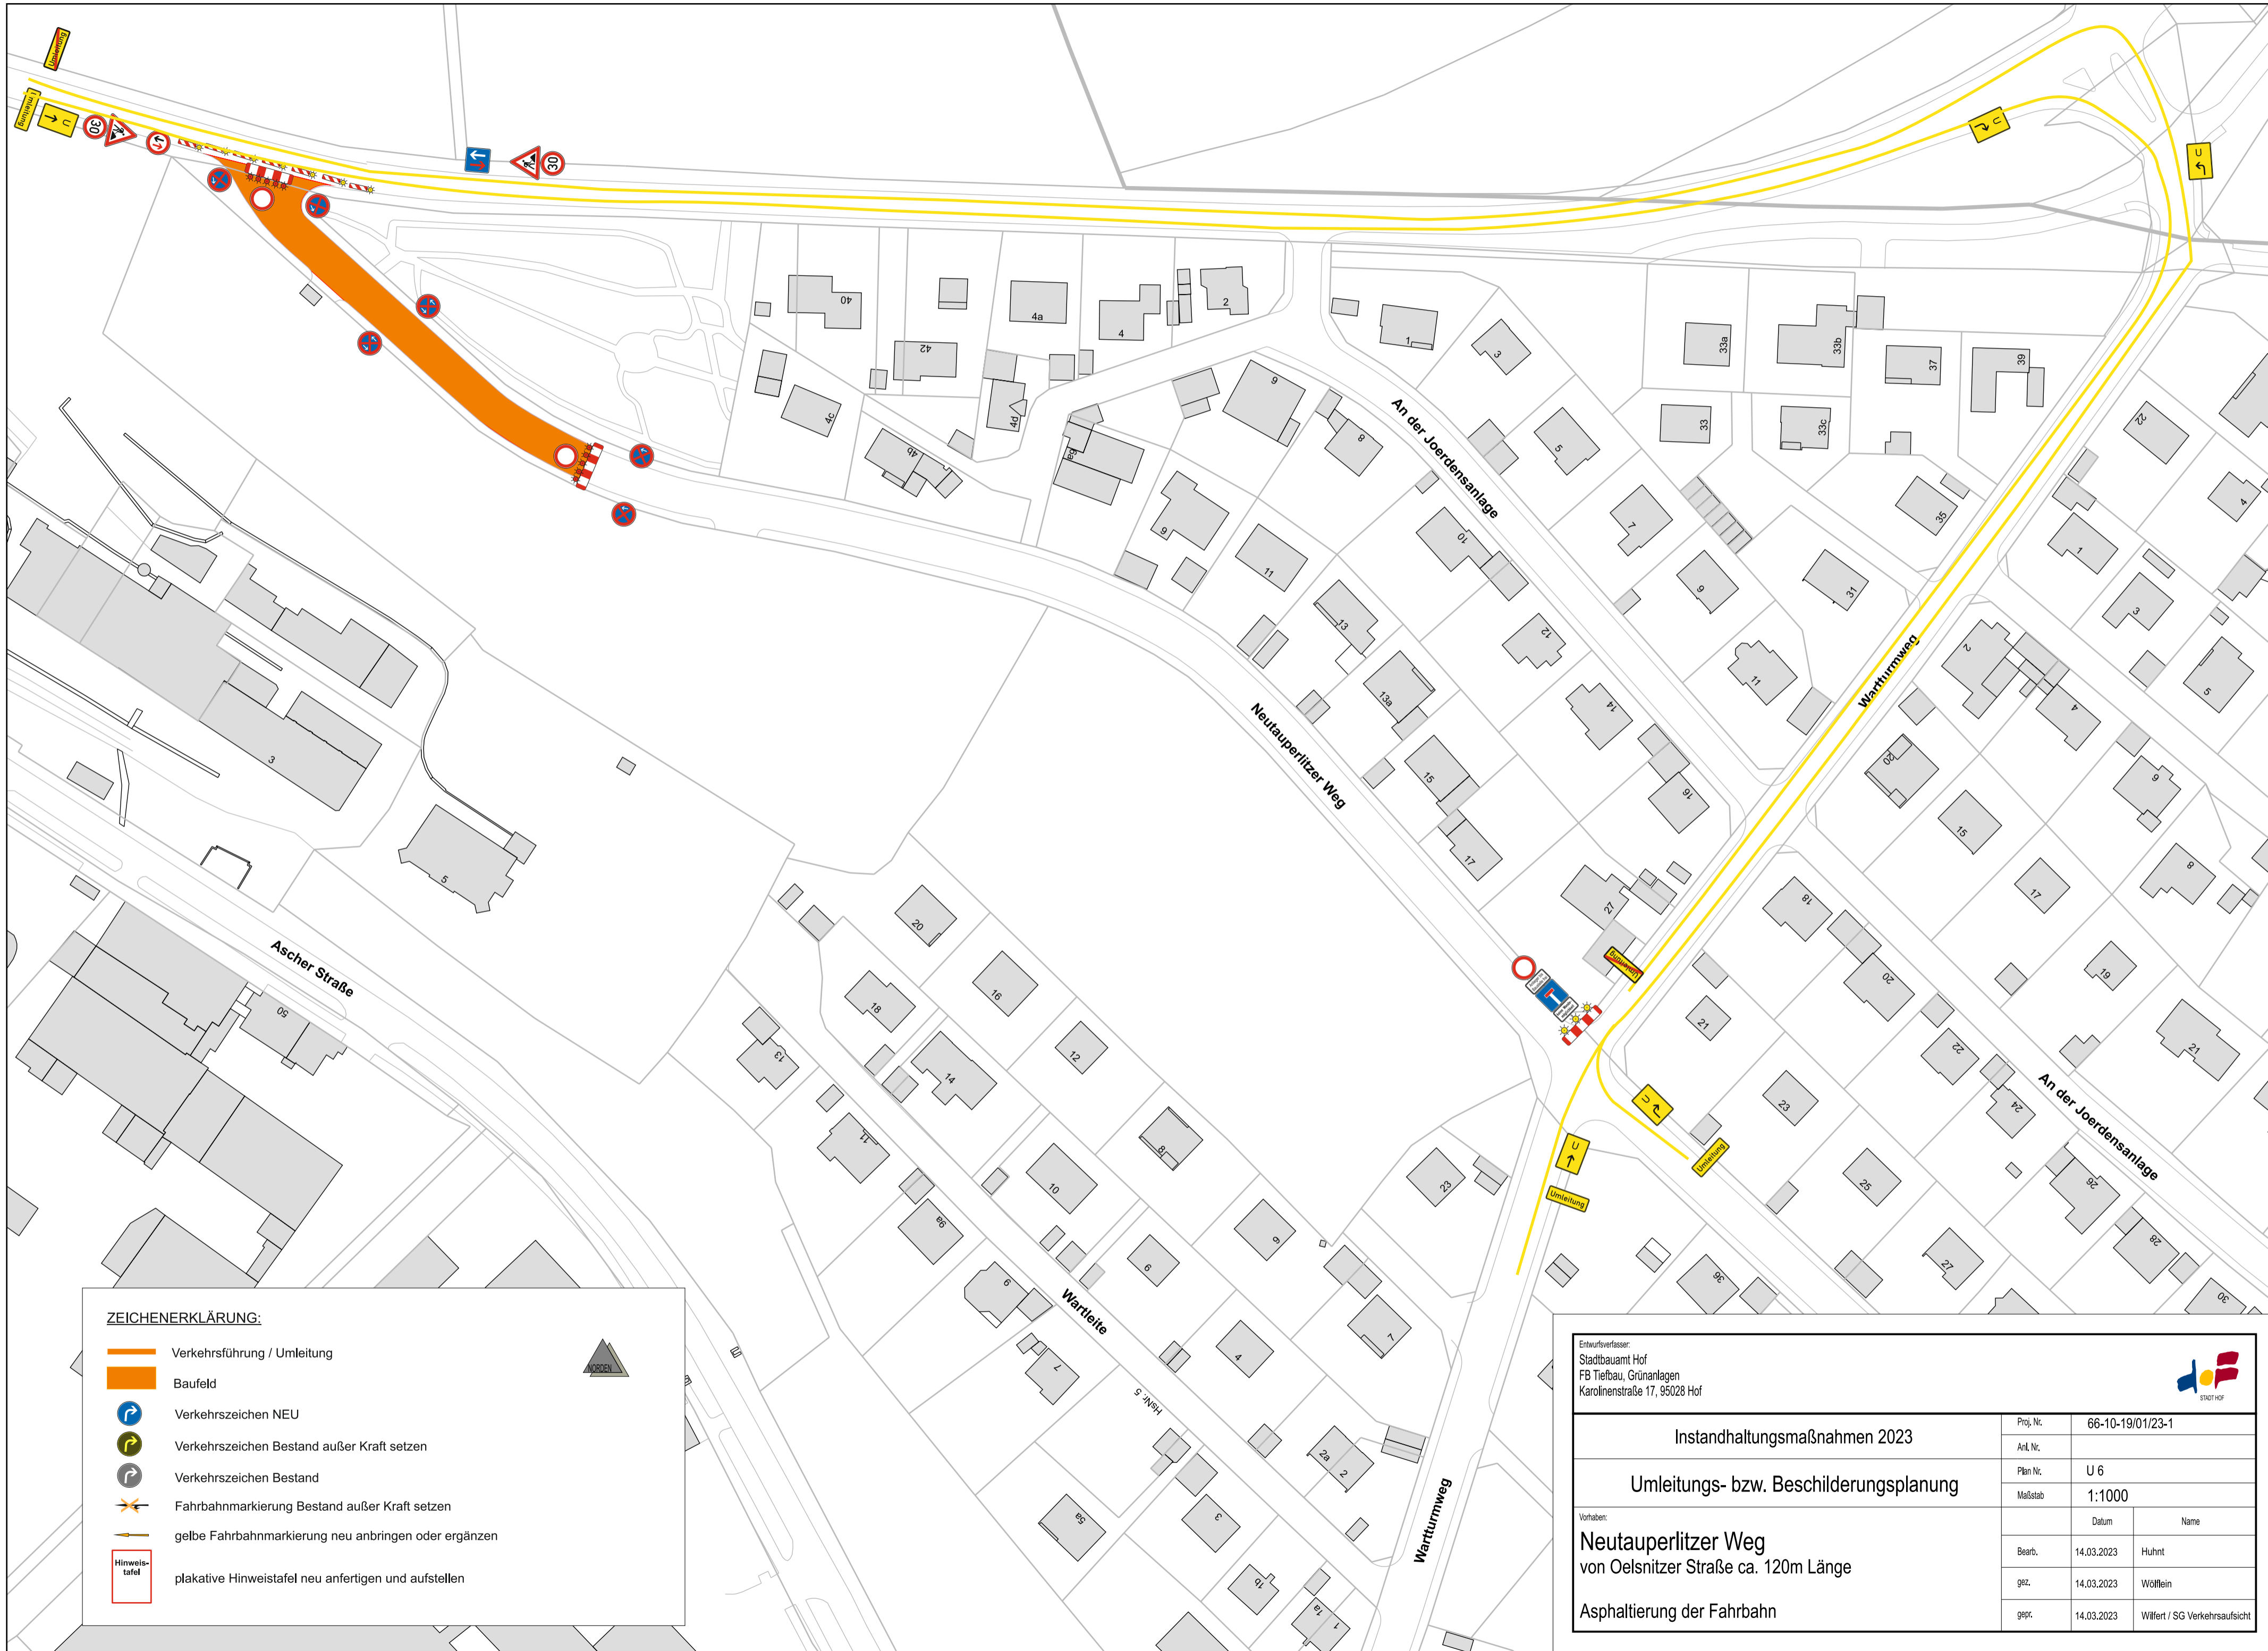 Umleitung
U
30
30
U
U
40
42
4a
4
2
4c
4b
4d
1
3
33a
33b
37
39
33
33c
35
22
4
6
8
5
An der Joerdensanlage
6a
9
11
10
7
9
31
1
3
5
13
12
11
Wartturmweg
2
4
13a
14
Neutauperlitzer Weg
15
16
20
6
15
17
8
17
27
18
3
5
20
20
19
Ascher Straße
18
16
21
22
21
50
12
13
14
23
24
An der Joerdensanlage
11
8
U
U
Umleitung
Umleitung
10
23
25
26
9a
6
6
27
28
9
Wartleite
36
30
7
4
7
HsNr. 5
2a
2
5a
3
Wartturmweg
1b
1a
1
ZEICHENERKLÄRUNG:
NORDEN
Verkehrsführung / Umleitung
Baufeld
Verkehrszeichen NEU
Verkehrszeichen Bestand außer Kraft setzen
Verkehrszeichen Bestand
Fahrbahnmarkierung Bestand außer Kraft setzen
gelbe Fahrbahnmarkierung neu anbringen oder ergänzen
Hinweis-
tafel
plakative Hinweistafel neu anfertigen und aufstellen
Entwurfsverfasser:
Stadtbauamt Hof
FB Tiefbau, Grünanlagen
Karolinenstraße 17, 95028 Hof
STADT HOF
Instandhaltungsmaßnahmen 2023
Proj. Nr. 66-10-19/01/23-1
Anl. Nr.
Umleitungs- bzw. Beschilderungsplanung
Plan Nr. U 6
Maßstab 1:1000
Vorhaben:
Neutauperlitzer Weg
von Oelsnitzer Straße ca. 120m Länge
Asphaltierung der Fahrbahn
Datum Name
Bearb. 14.03.2023 Huhnt
gez. 14.03.2023 Wölflein
gepr. 14.03.2023 Wilfert / SG Verkehrsaufsicht